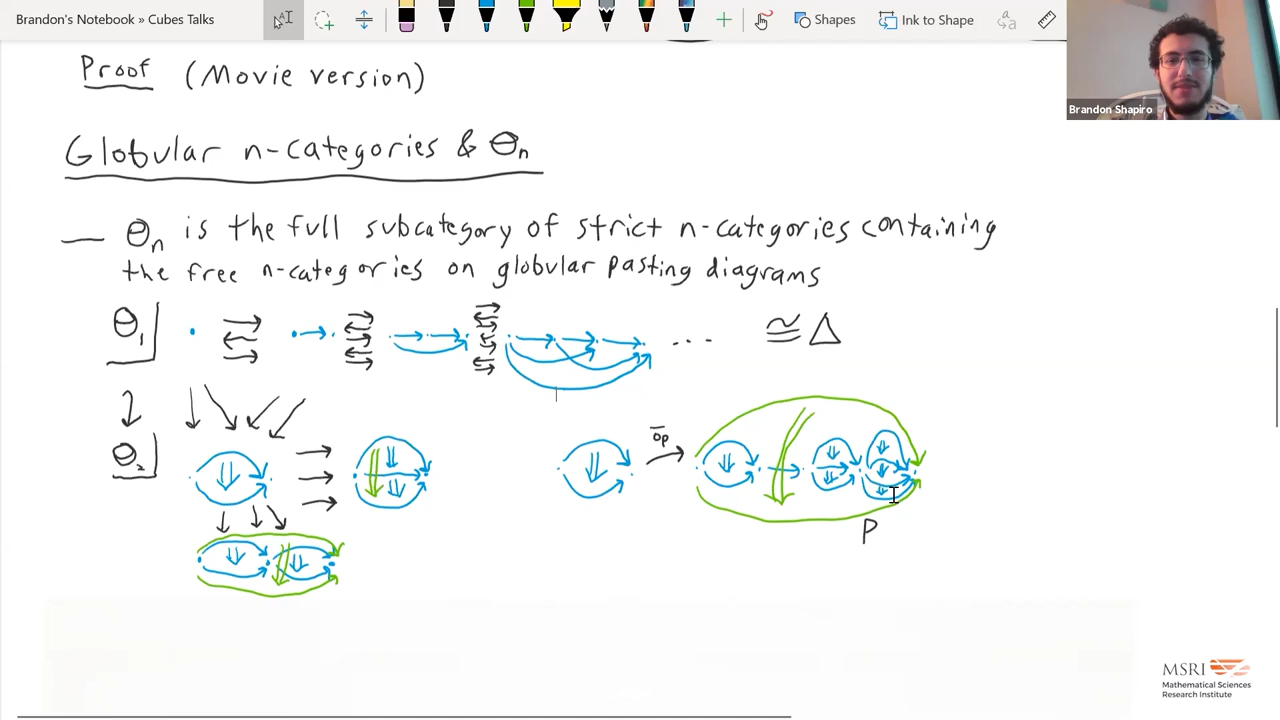 Brandon's Notebook » Cubes Talks
Shapes
Ink to Shape
Brandon Shapiro
Proof (Movie version)
Globular n-categories & Θn
— Θn is the full subcategory of strict n-categories containing
the free n-categories on globular pasting diagrams
Θ1
≅ Δ
Θ2
op
P
MSRI
Mathematical Sciences
Research Institute